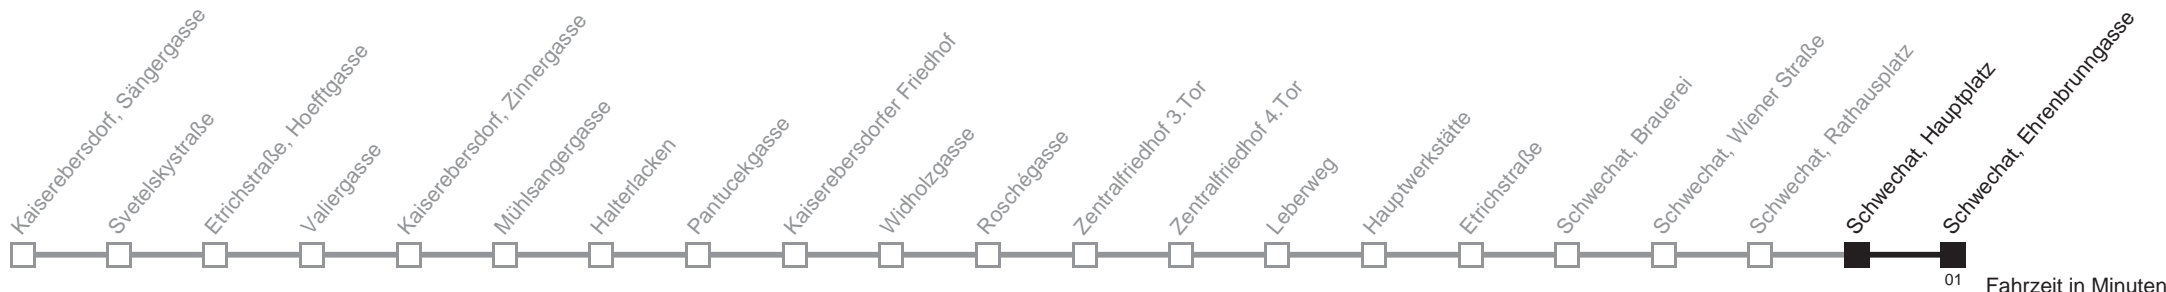 Kaiserebersdorf, Sängergasse
Svetelskystraße
Etrichstraße, Hoefftgasse
Valiergasse
Kaiserebersdorf, Zinnergasse
Mühlsangergasse
Halterlacken
Pantucekgasse
Kaiserebersdorfer Friedhof
Widholzgasse
Roschégasse
Zentralfriedhof 3.Tor
Zentralfriedhof 4.Tor
Leberweg
Hauptwerkstätte
Etrichstraße
Schwechat, Brauerei
Schwechat, Wiener Straße
Schwechat, Rathausplatz
Schwechat, Hauptplatz
Schwechat, Ehrenbrunngasse
01
Fahrzeit in Minuten